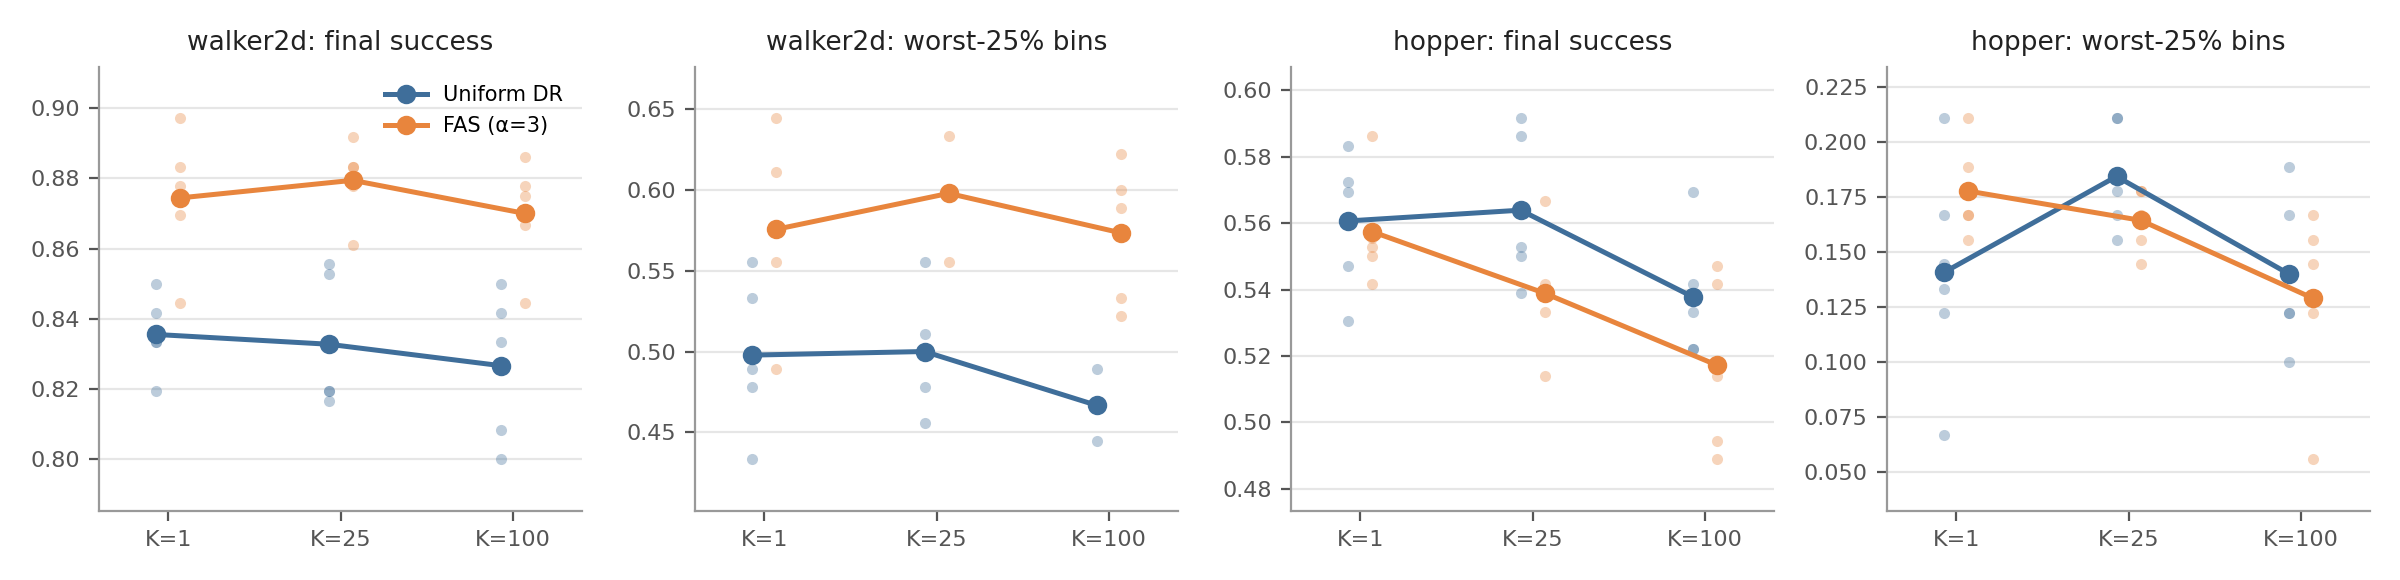 walker2d: final success
0.90
0.88
0.86
0.84
0.82
0.80
K=1 K=25 K=100
Uniform DR
FAS (α=3)
walker2d: worst-25% bins
0.65
0.60
0.55
0.50
0.45
K=1 K=25 K=100
hopper: final success
0.60
0.58
0.56
0.54
0.52
0.50
0.48
K=1 K=25 K=100
hopper: worst-25% bins
0.225
0.200
0.175
0.150
0.125
0.100
0.075
0.050
K=1 K=25 K=100